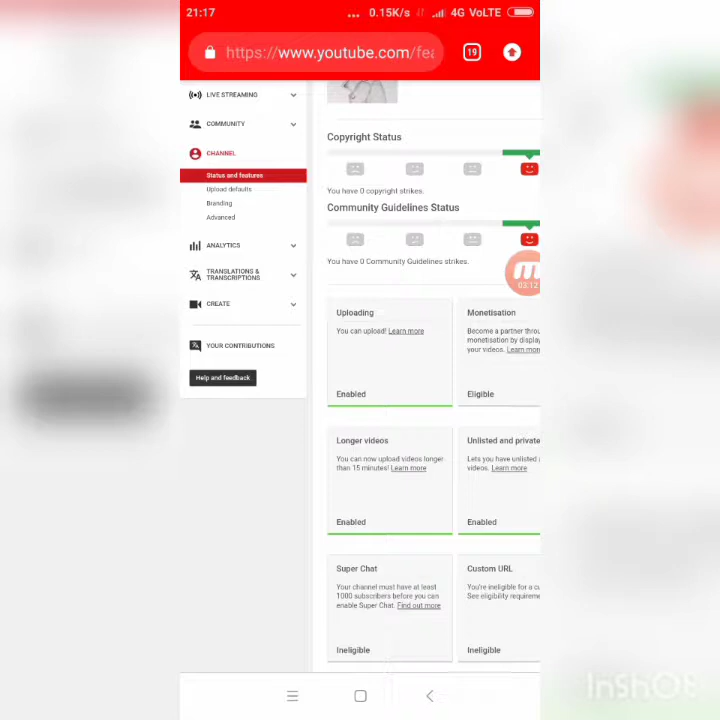 21:17
... 0.15K/s 4G VoLTE
https://www.youtube.com/fea
19
LIVE STREAMING
COMMUNITY
CHANNEL
Status and features
Upload defaults
Branding
Advanced
ANALYTICS
TRANSLATIONS &
TRANSCRIPTIONS
CREATE
YOUR CONTRIBUTIONS
Help and feedback
Copyright Status
You have 0 copyright strikes.
Community Guidelines Status
You have 0 Community Guidelines strikes.
03:12
Uploading
You can upload! Learn more
Enabled
Monetisation
Become a partner throu
monetisation by display
your videos. Learn mor
Eligible
Longer videos
You can now upload videos longer
than 15 minutes! Learn more
Enabled
Unlisted and private
Lets you have unlisted a
videos. Learn more
Enabled
Super Chat
Your channel must have at least
1000 subscribers before you can
enable Super Chat. Find out more
Ineligible
Custom URL
You're ineligible for a cu
See eligibility requireme
Ineligible
InshOt